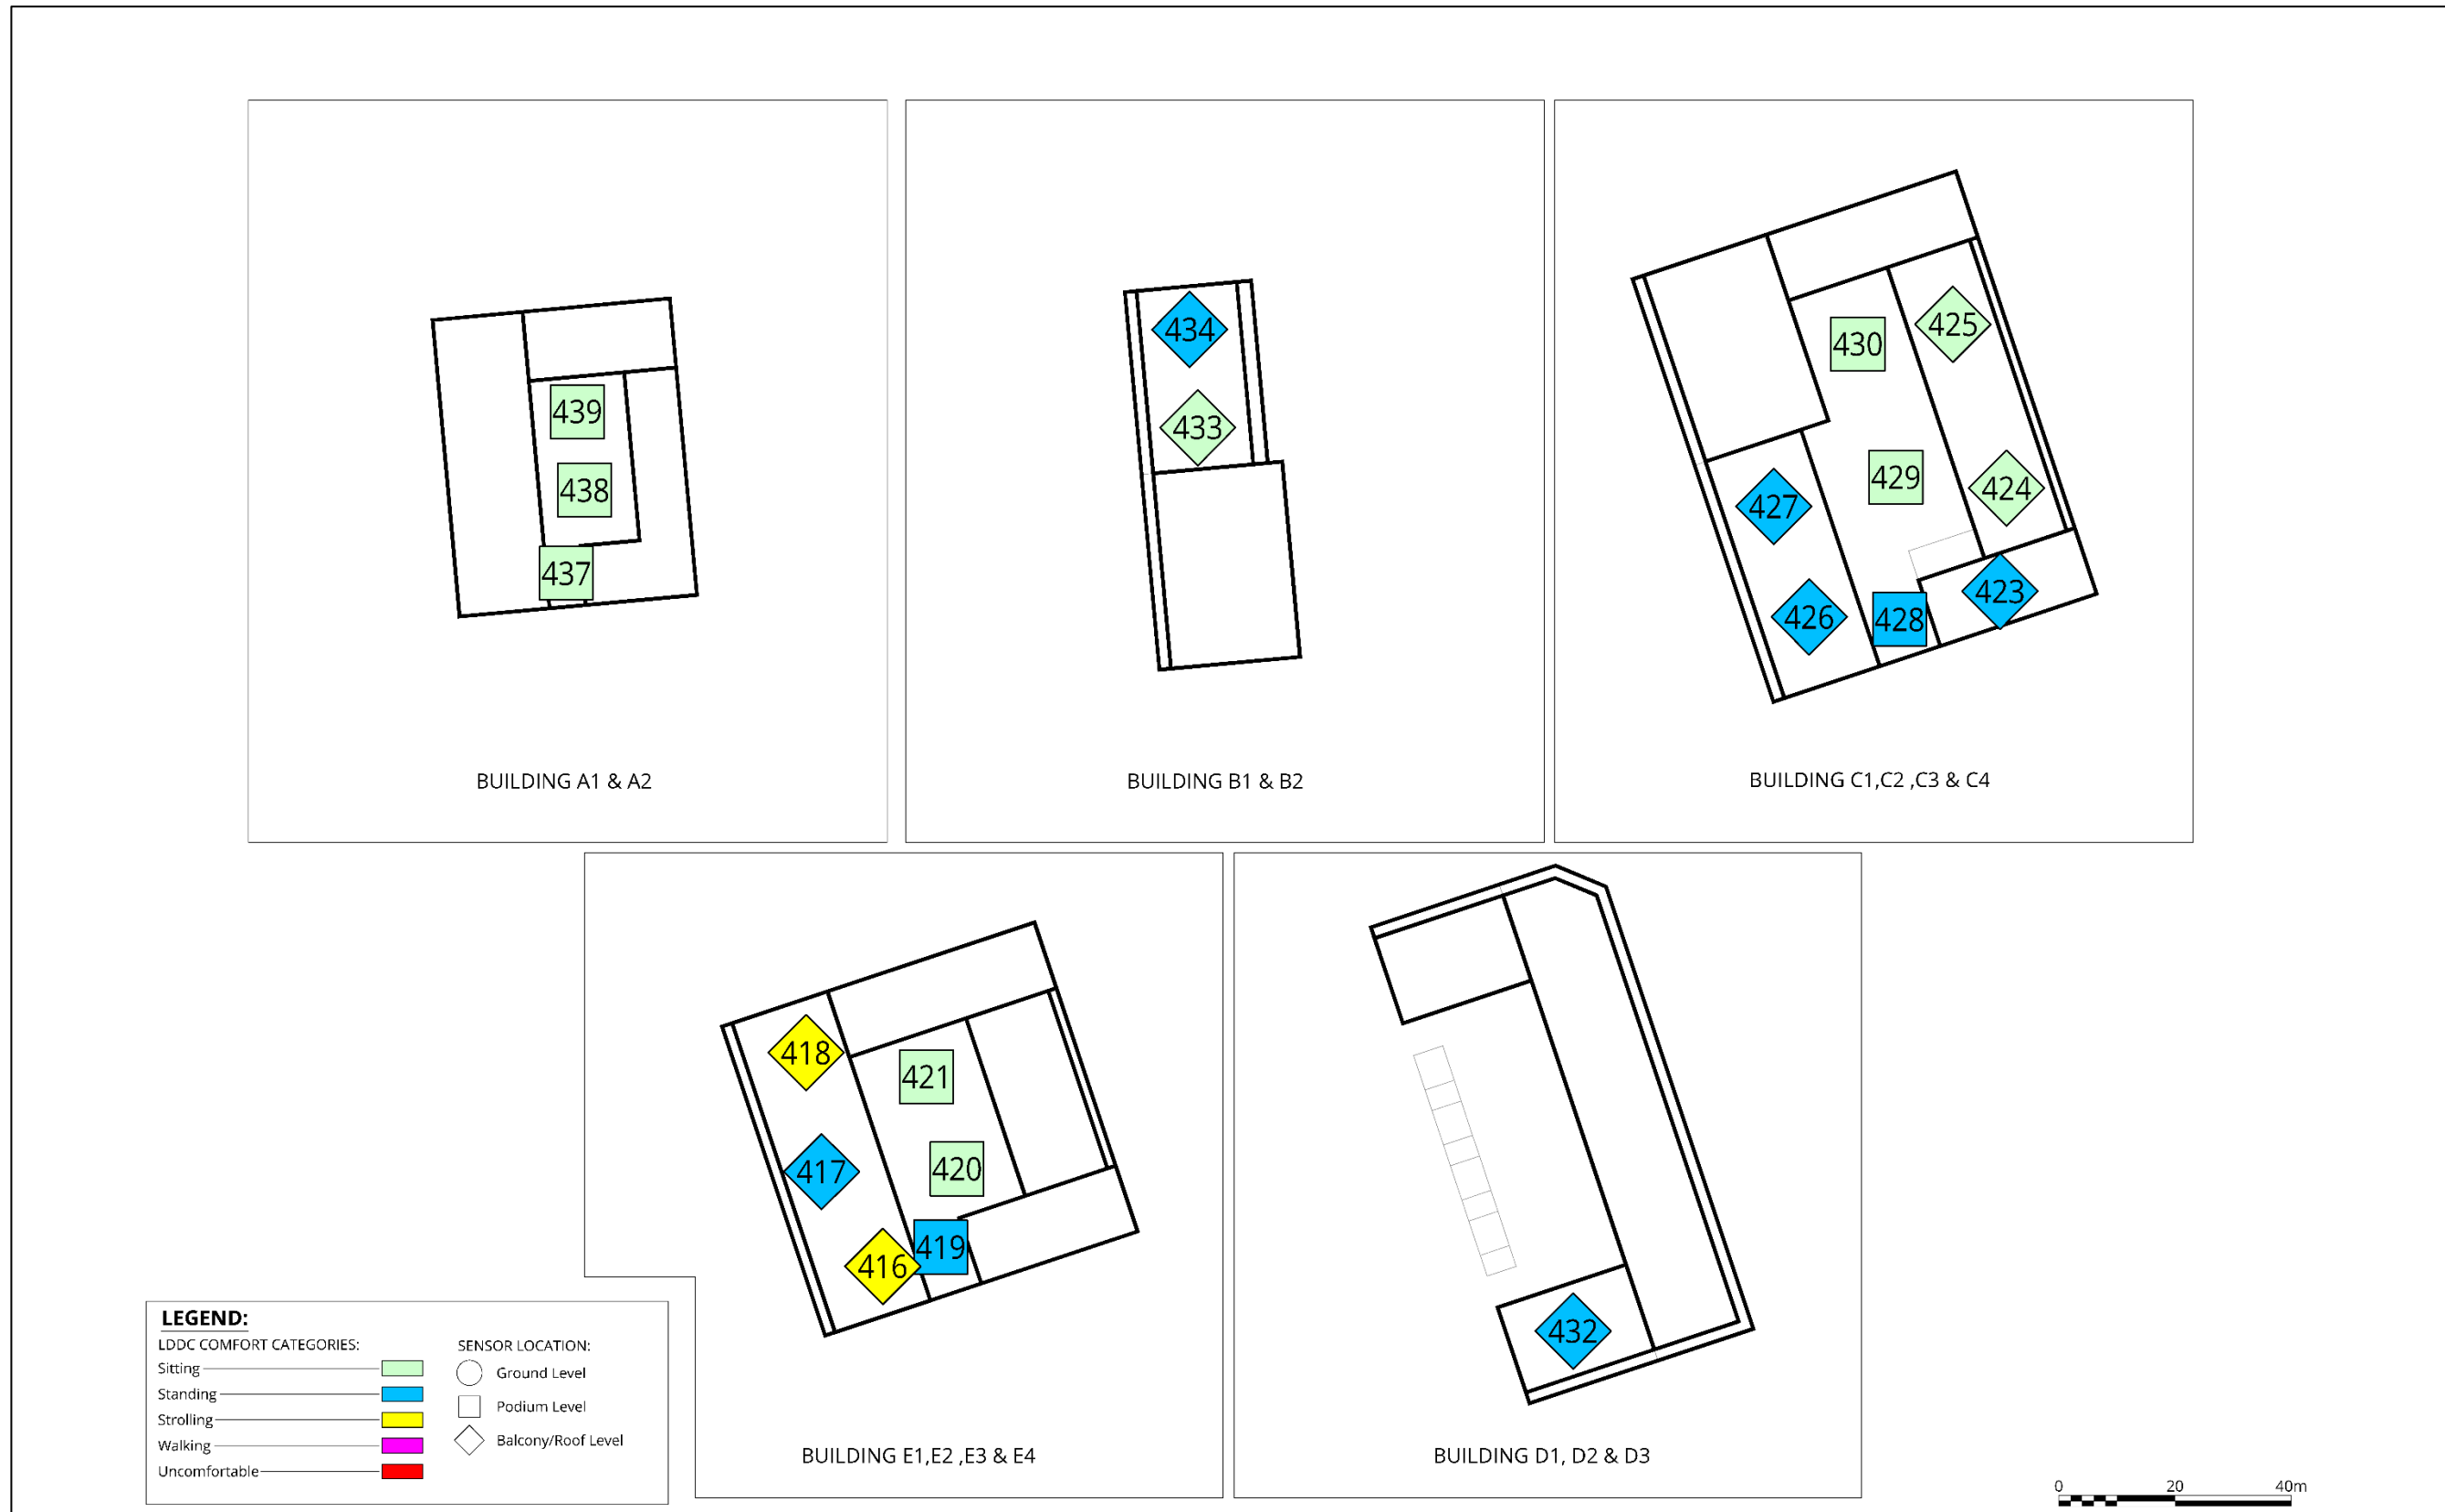 439
438
437
BUILDING A1 & A2
434
433
BUILDING B1 & B2
425
430
429
424
427
423
426
428
BUILDING C1,C2 ,C3 & C4
418
421
417
420
419
416
BUILDING E1,E2 ,E3 & E4
432
BUILDING D1, D2 & D3
LEGEND:
LDDC COMFORT CATEGORIES:
Sitting
Standing
Strolling
Walking
Uncomfortable
SENSOR LOCATION:
Ground Level
Podium Level
Balcony/Roof Level
0 20 40m